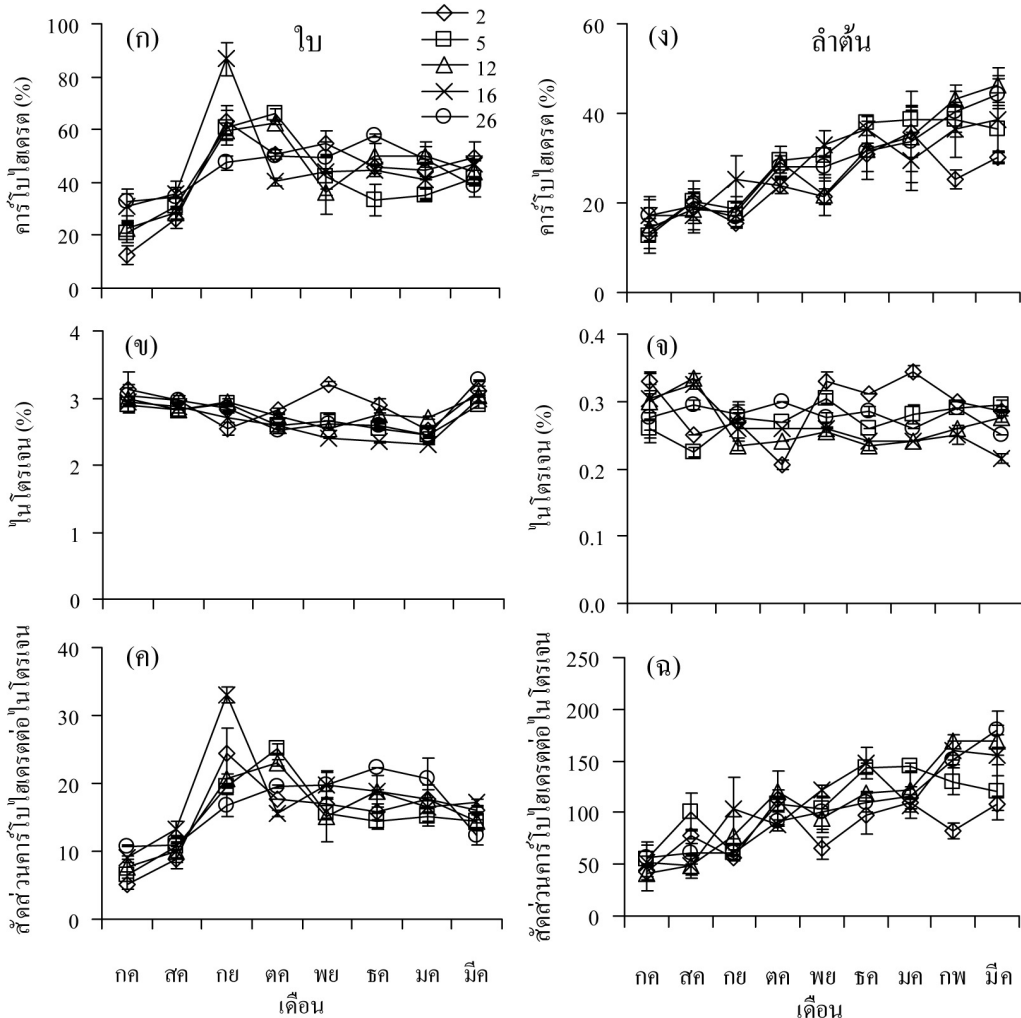 (ก) ใบ
2
5
12
16
26
คาร์โบไฮเดรต (%)
100
80
60
40
20
0
(ง) ลำต้น
คาร์โบไฮเดรต (%)
60
40
20
0
(ข)
ไนโตรเจน (%)
4
3
2
1
0
(จ)
ไนโตรเจน (%)
0.4
0.3
0.2
0.1
0.0
(ค)
สัดส่วนคาร์โบไฮเดรตต่อไนโตรเจน
40
30
20
10
0
กค สค กย ตค พย ธค มค มีค
เดือน
(ฉ)
สัดส่วนคาร์โบไฮเดรตต่อไนโตรเจน
250
200
150
100
50
0
กค สค กย ตค พย ธค มค กพ มีค
เดือน